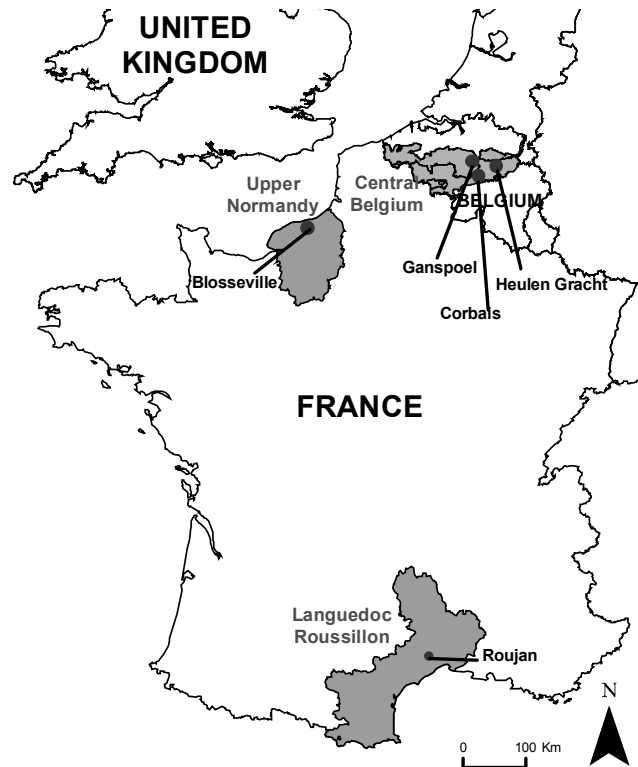 UNITED
KINGDOM
Upper
Normandy
Central
Belgium
BELGIUM
Blosseville
Ganspoel
Heulen Gracht
Corbais
FRANCE
Languedoc
Roussillon
Roujan
N
0 100 Km